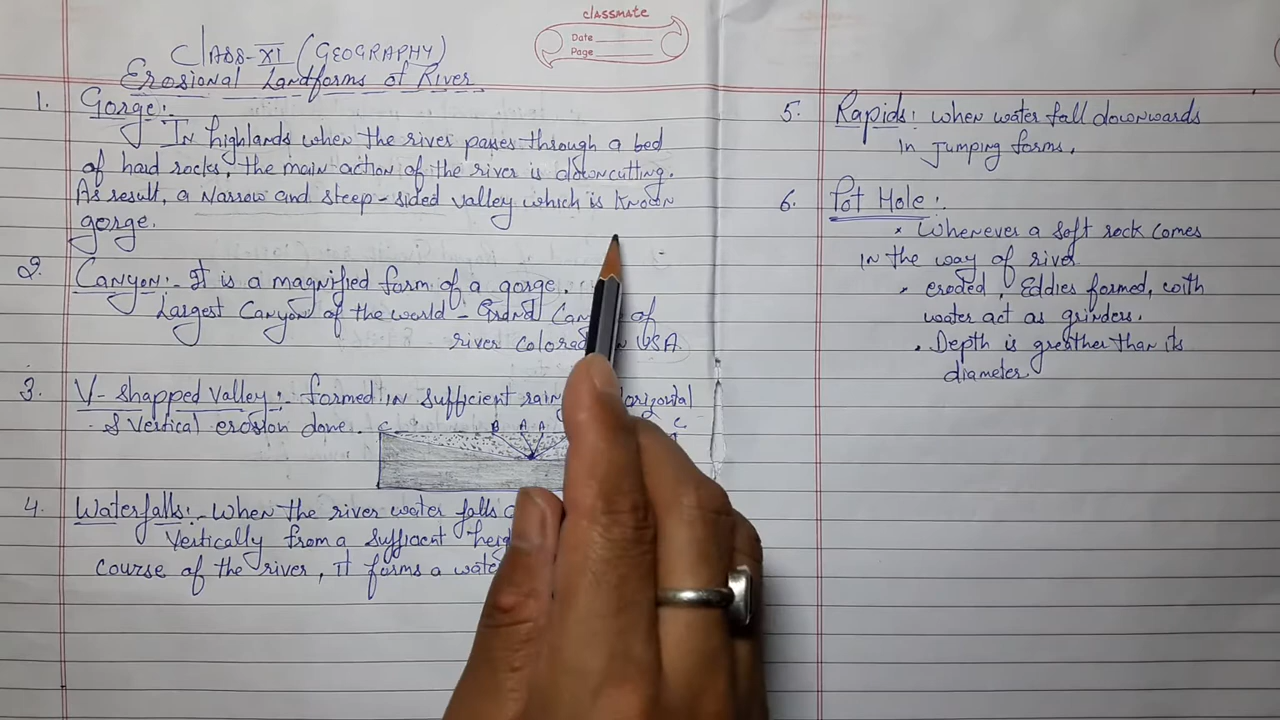 classmate
Date
Page
CLASS-XI (GEOGRAPHY)
Erosional Landforms of River
1. Gorge:
In highlands when the river passes through a bed
of hard rocks, the main action of the river is downcutting.
As result, a narrow and steep-sided valley which is known
gorge.
2. Canyon:- It is a magnified form of a gorge.
Largest Canyon of the world - Grand of
river in USA.
3. V-shapped valley:- formed in sufficient
& vertical erosion done.
C B A A C
4. Waterfalls:- When the river water falls
vertically from a sufficent
course of the river, it forms a
5. Rapids: when water fall downwards
in jumping forms.
6. Pot Hole:
* Whenever a soft rock comes
in the way of river
* eroded, Eddies formed, with
water act as grinders.
. Depth is greather than its
diameter